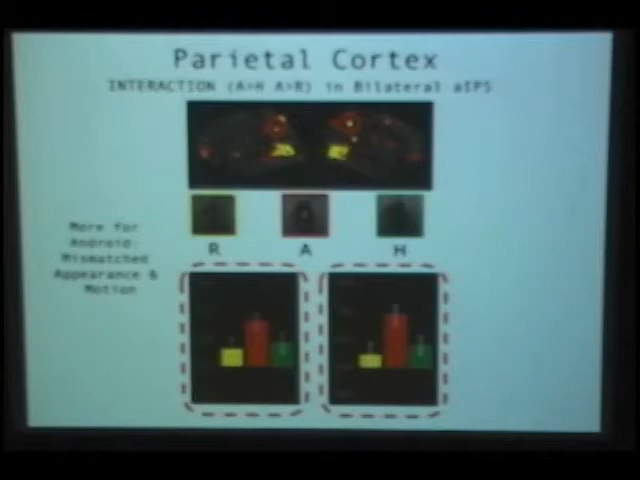 Parietal Cortex
INTERACTION (A>H A>R) in Bilateral aIPS
R
A
H
More for
Android:
Mismatched
Appearance &
Motion